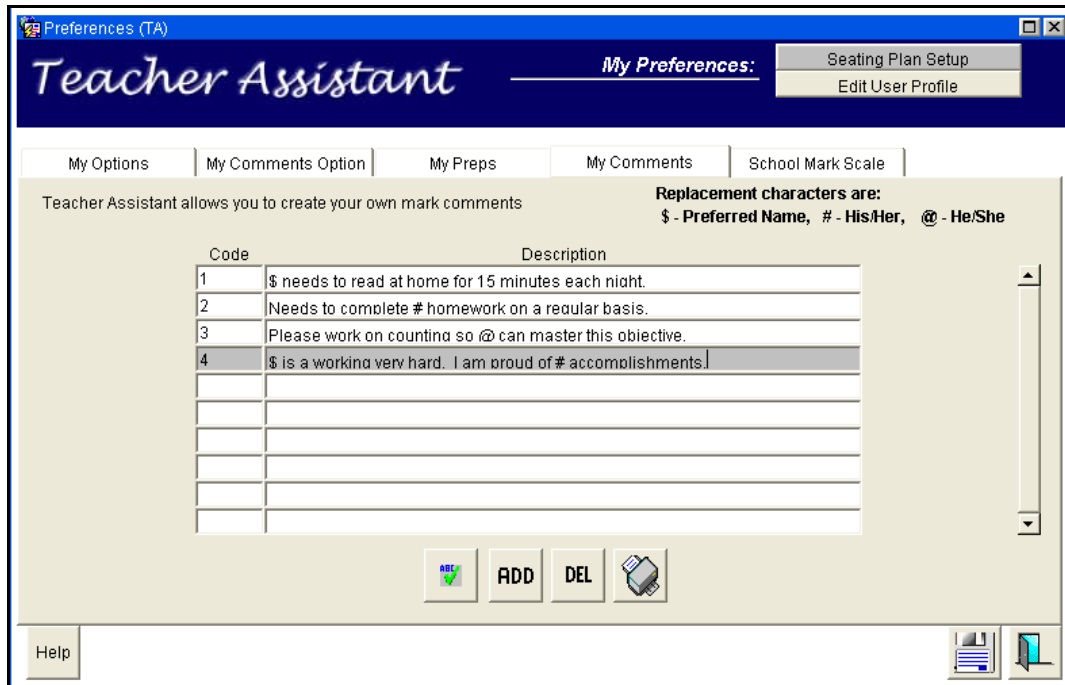 Preferences (TA)
Teacher Assistant
My Preferences:
Seating Plan Setup
Edit User Profile
My Options
My Comments Option
My Preps
My Comments
School Mark Scale
Teacher Assistant allows you to create your own mark comments
Replacement characters are:
$ - Preferred Name, # - His/Her, @ - He/She
Code Description
1 $ needs to read at home for 15 minutes each night.
2 Needs to complete # homework on a regular basis.
3 Please work on counting so @ can master this objective.
4 $ is a working very hard. I am proud of # accomplishments.
ABC
ADD
DEL
Help